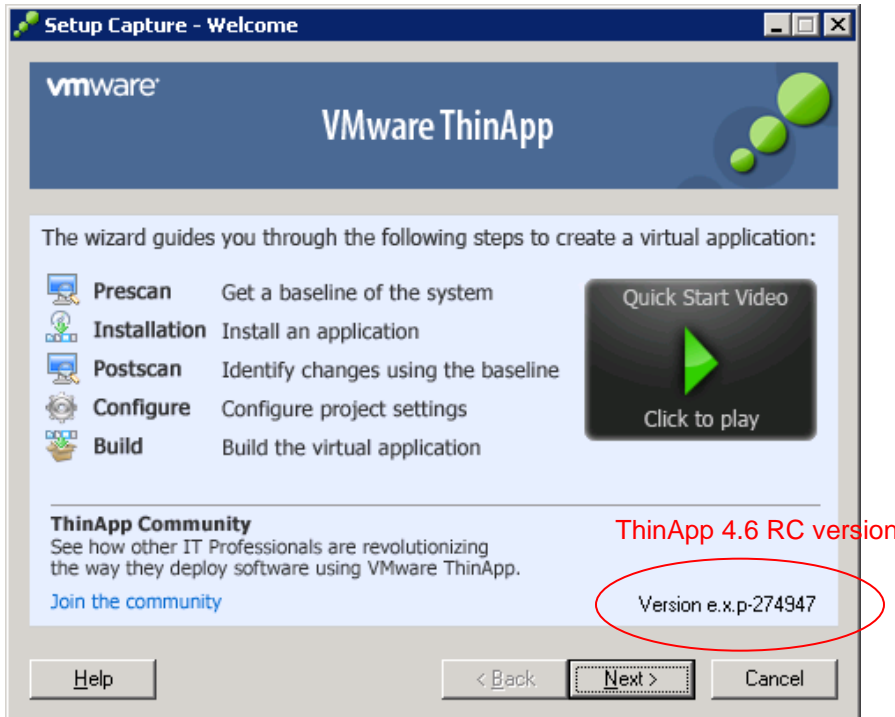 Setup Capture - Welcome
vmware
VMware ThinApp
The wizard guides you through the following steps to create a virtual application:
Prescan Get a baseline of the system
Installation Install an application
Postscan Identify changes using the baseline
Configure Configure project settings
Build Build the virtual application
Quick Start Video
Click to play
ThinApp Community
See how other IT Professionals are revolutionizing
the way they deploy software using VMware ThinApp.
Join the community
ThinApp 4.6 RC version
Version e.x.p-274947
Help
< Back
Next >
Cancel